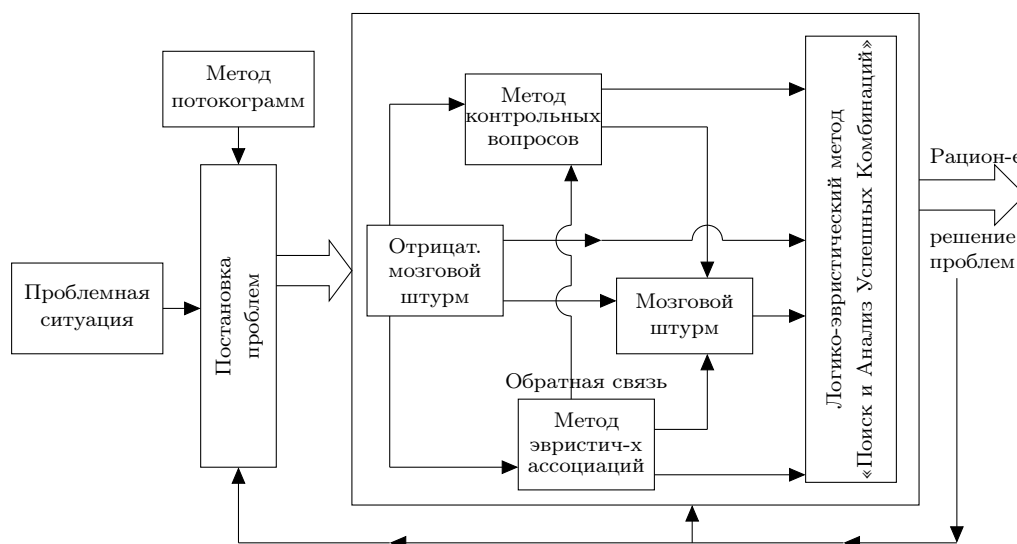 Метод
потокограмм
Проблемная
ситуация
Постановка
проблем
Метод
контрольных
вопросов
Отрицат.
мозговой
штурм
Мозговой
штурм
Обратная связь
Метод
эвристич-х
ассоциаций
Логико-эвристический метод
«Поиск и Анализ Успешных Комбинаций»
Рацион-е
решение
проблем